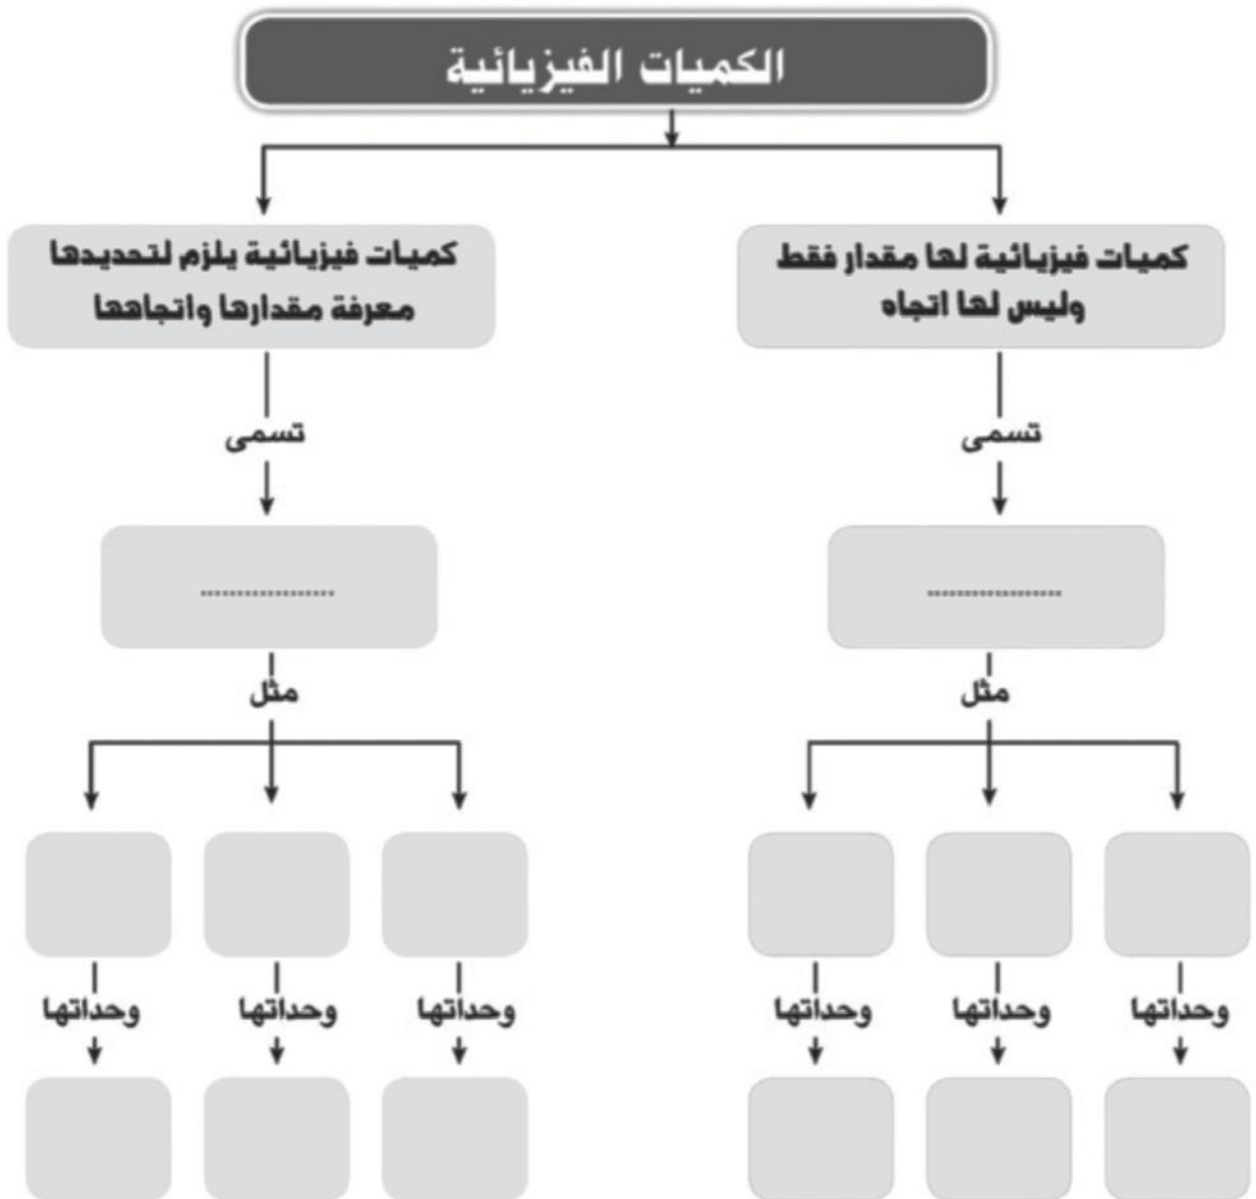 الكميات الفيزيائية
كميات فيزيائية لها مقدار فقط
وليس لها اتجاه
كميات فيزيائية يلزم لتحديدها
معرفة مقدارها واتجاهها
تسمى
تسمى
..................
..................
مثل
مثل
وحداتها
وحداتها
وحداتها
وحداتها
وحداتها
وحداتها